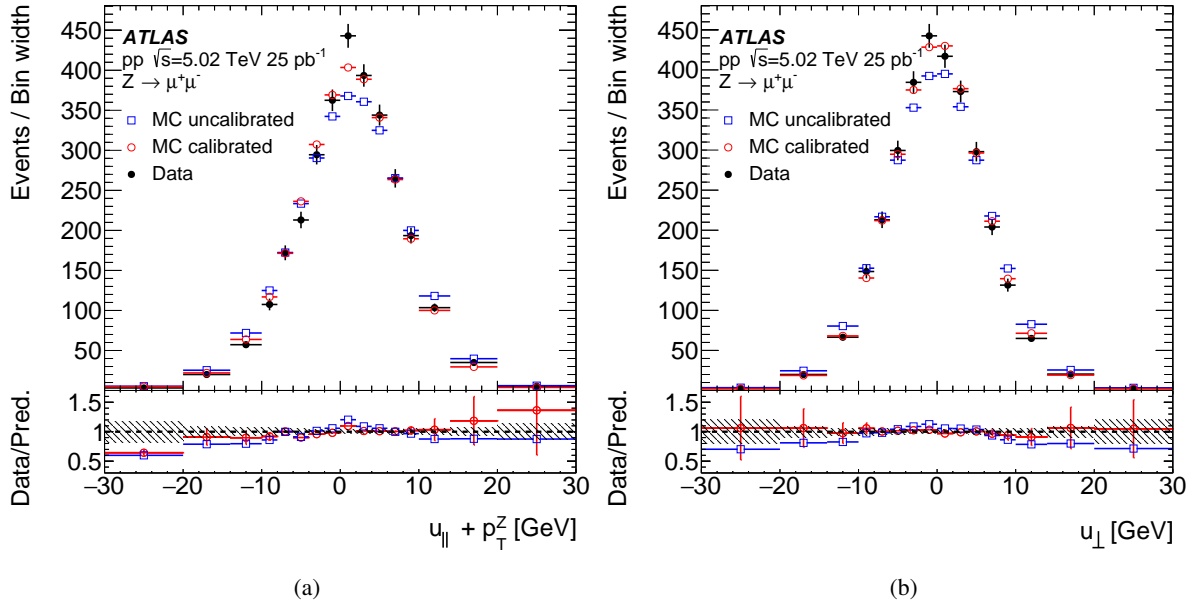 ATLAS
pp √s=5.02 TeV 25 pb⁻¹
Z → μ⁺μ⁻
MC uncalibrated
MC calibrated
Data
Events / Bin width
450
400
350
300
250
200
150
100
50
Data/Pred.
1.5
1
0.5
−30 −20 −10 0 10 20 30
u|| + p_T^Z [GeV]
(a)
ATLAS
pp √s=5.02 TeV 25 pb⁻¹
Z → μ⁺μ⁻
MC uncalibrated
MC calibrated
Data
Events / Bin width
450
400
350
300
250
200
150
100
50
Data/Pred.
1.5
1
0.5
−30 −20 −10 0 10 20 30
u⊥ [GeV]
(b)